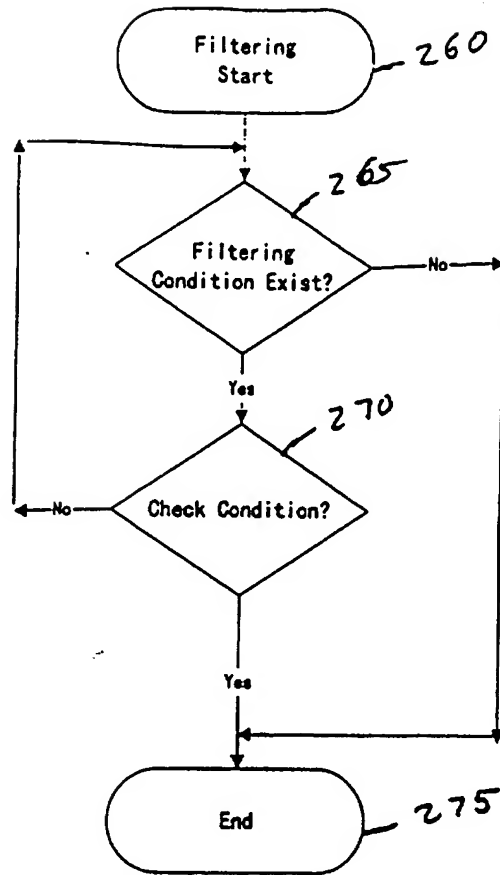 Filtering
Start
260
265
Filtering
Condition Exist?
No
Yes
270
Check Condition?
No
Yes
End
275